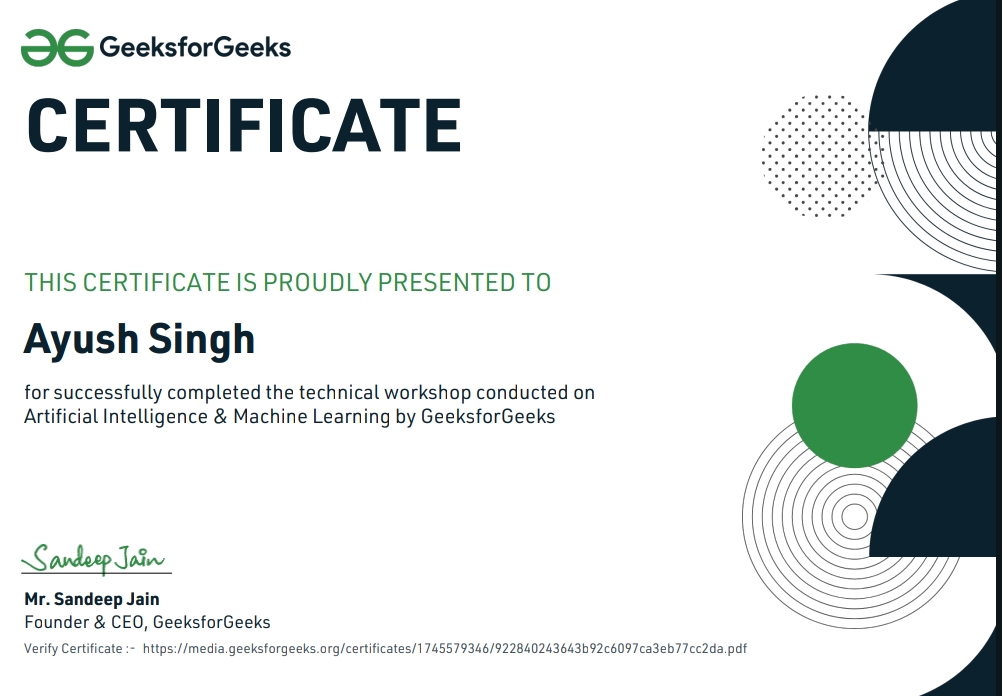 GeeksforGeeks
CERTIFICATE
THIS CERTIFICATE IS PROUDLY PRESENTED TO
Ayush Singh
for successfully completed the technical workshop conducted on
Artificial Intelligence & Machine Learning by GeeksforGeeks
Sandeep Jain
Mr. Sandeep Jain
Founder & CEO, GeeksforGeeks
Verify Certificate :- https://media.geeksforgeeks.org/certificates/1745579346/922840243643b92c6097ca3eb77cc2da.pdf